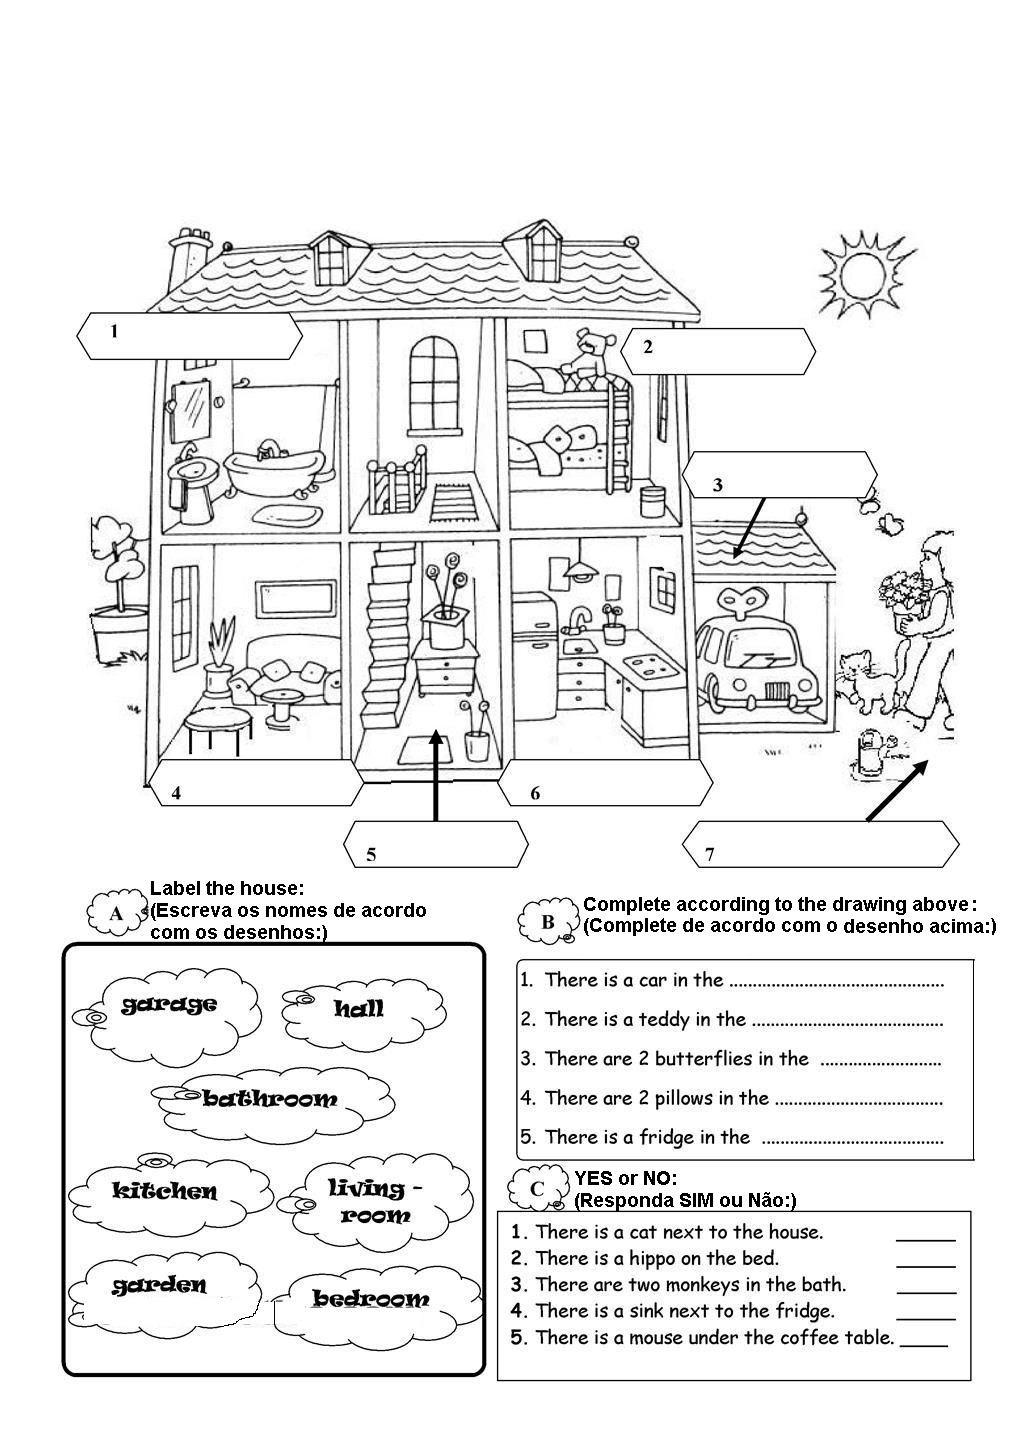 1
2
3
4
6
5
7
A
Label the house:
(Escreva os nomes de acordo
com os desenhos:)
garage
hall
bathroom
kitchen
living -
room
garden
bedroom
B
Complete according to the drawing above:
(Complete de acordo com o desenho acima:)
1. There is a car in the ..............................................
2. There is a teddy in the .........................................
3. There are 2 butterflies in the ..........................
4. There are 2 pillows in the ....................................
5. There is a fridge in the .......................................
C
YES or NO:
(Responda SIM ou Não:)
1. There is a cat next to the house. ______
2. There is a hippo on the bed. ______
3. There are two monkeys in the bath. ______
4. There is a sink next to the fridge. ______
5. There is a mouse under the coffee table. _____